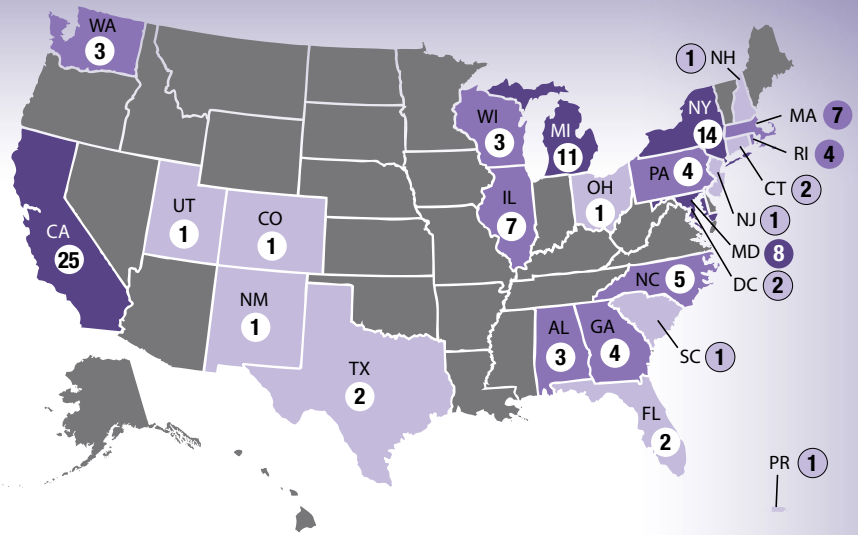 WA
3
1 NH
WI
3
MI
11
NY
14
MA 7
RI 4
PA 4
CT 2
OH
1
IL
7
NJ 1
UT
1
CO
1
CA
25
MD 8
DC 2
NC 5
NM
1
AL
3
GA
4
SC 1
TX
2
FL
2
PR 1